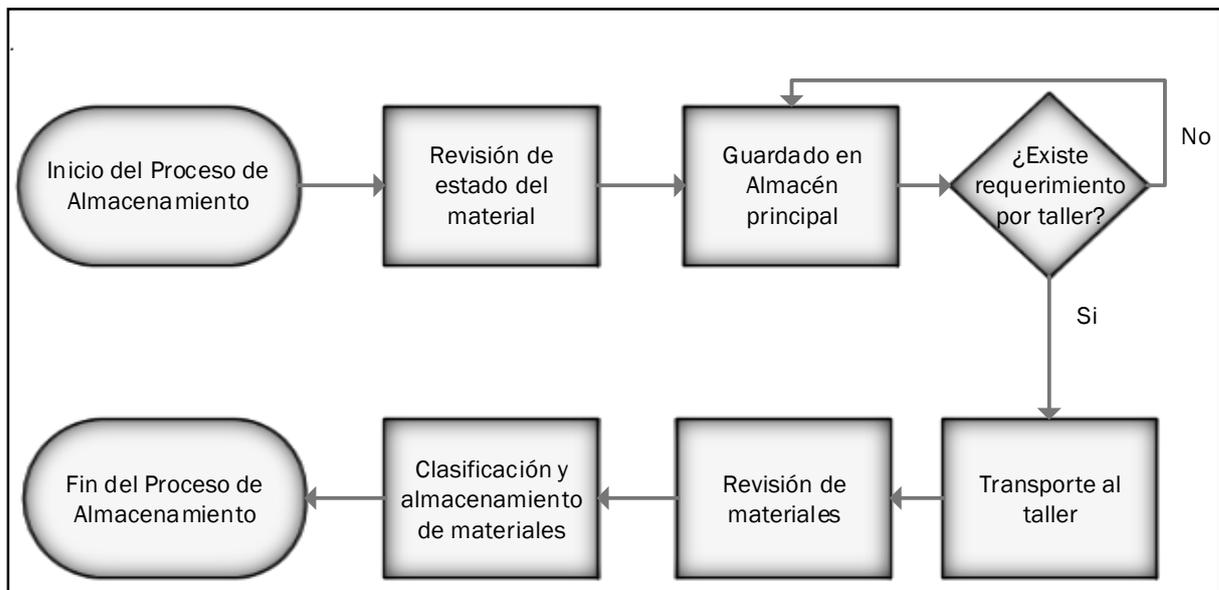 Inicio del Proceso de
Almacenamiento
Revisión de
estado del
material
Guardado en
Almacén
principal
¿Existe
requerimiento
por taller?
No
Si
Fin del Proceso de
Almacenamiento
Clasificación y
almacenamiento
de materiales
Revisión de
materiales
Transporte al
taller